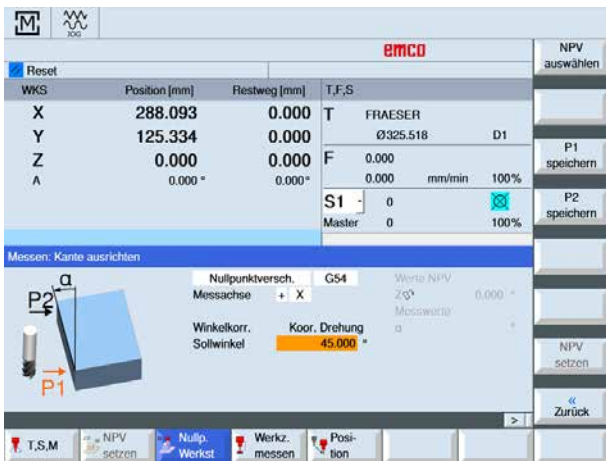 M
JOG
emco
NPV
auswählen
Reset
WKS Position [mm] Restweg [mm] T,F,S
X 288.093 0.000 T FRAESER
Y 125.334 0.000 Ø325.518 D1
Z 0.000 0.000 F 0.000
A 0.000 ° 0.000° 0.000 mm/min 100%
S1 0
Master 0 100%
P1
speichern
P2
speichern
Messen: Kante ausrichten
α
P2
P1
Nullpunktversch. G54
Messachse + X
Winkelkorr. Koor. Drehung
Sollwinkel 45.000 °
Werte NPV
Z 0.000 °
Messwerte
α °
NPV
setzen
«
Zurück
>
T,S,M
NPV
setzen
Nullp.
Werkst
Werkz.
messen
Posi-
tion